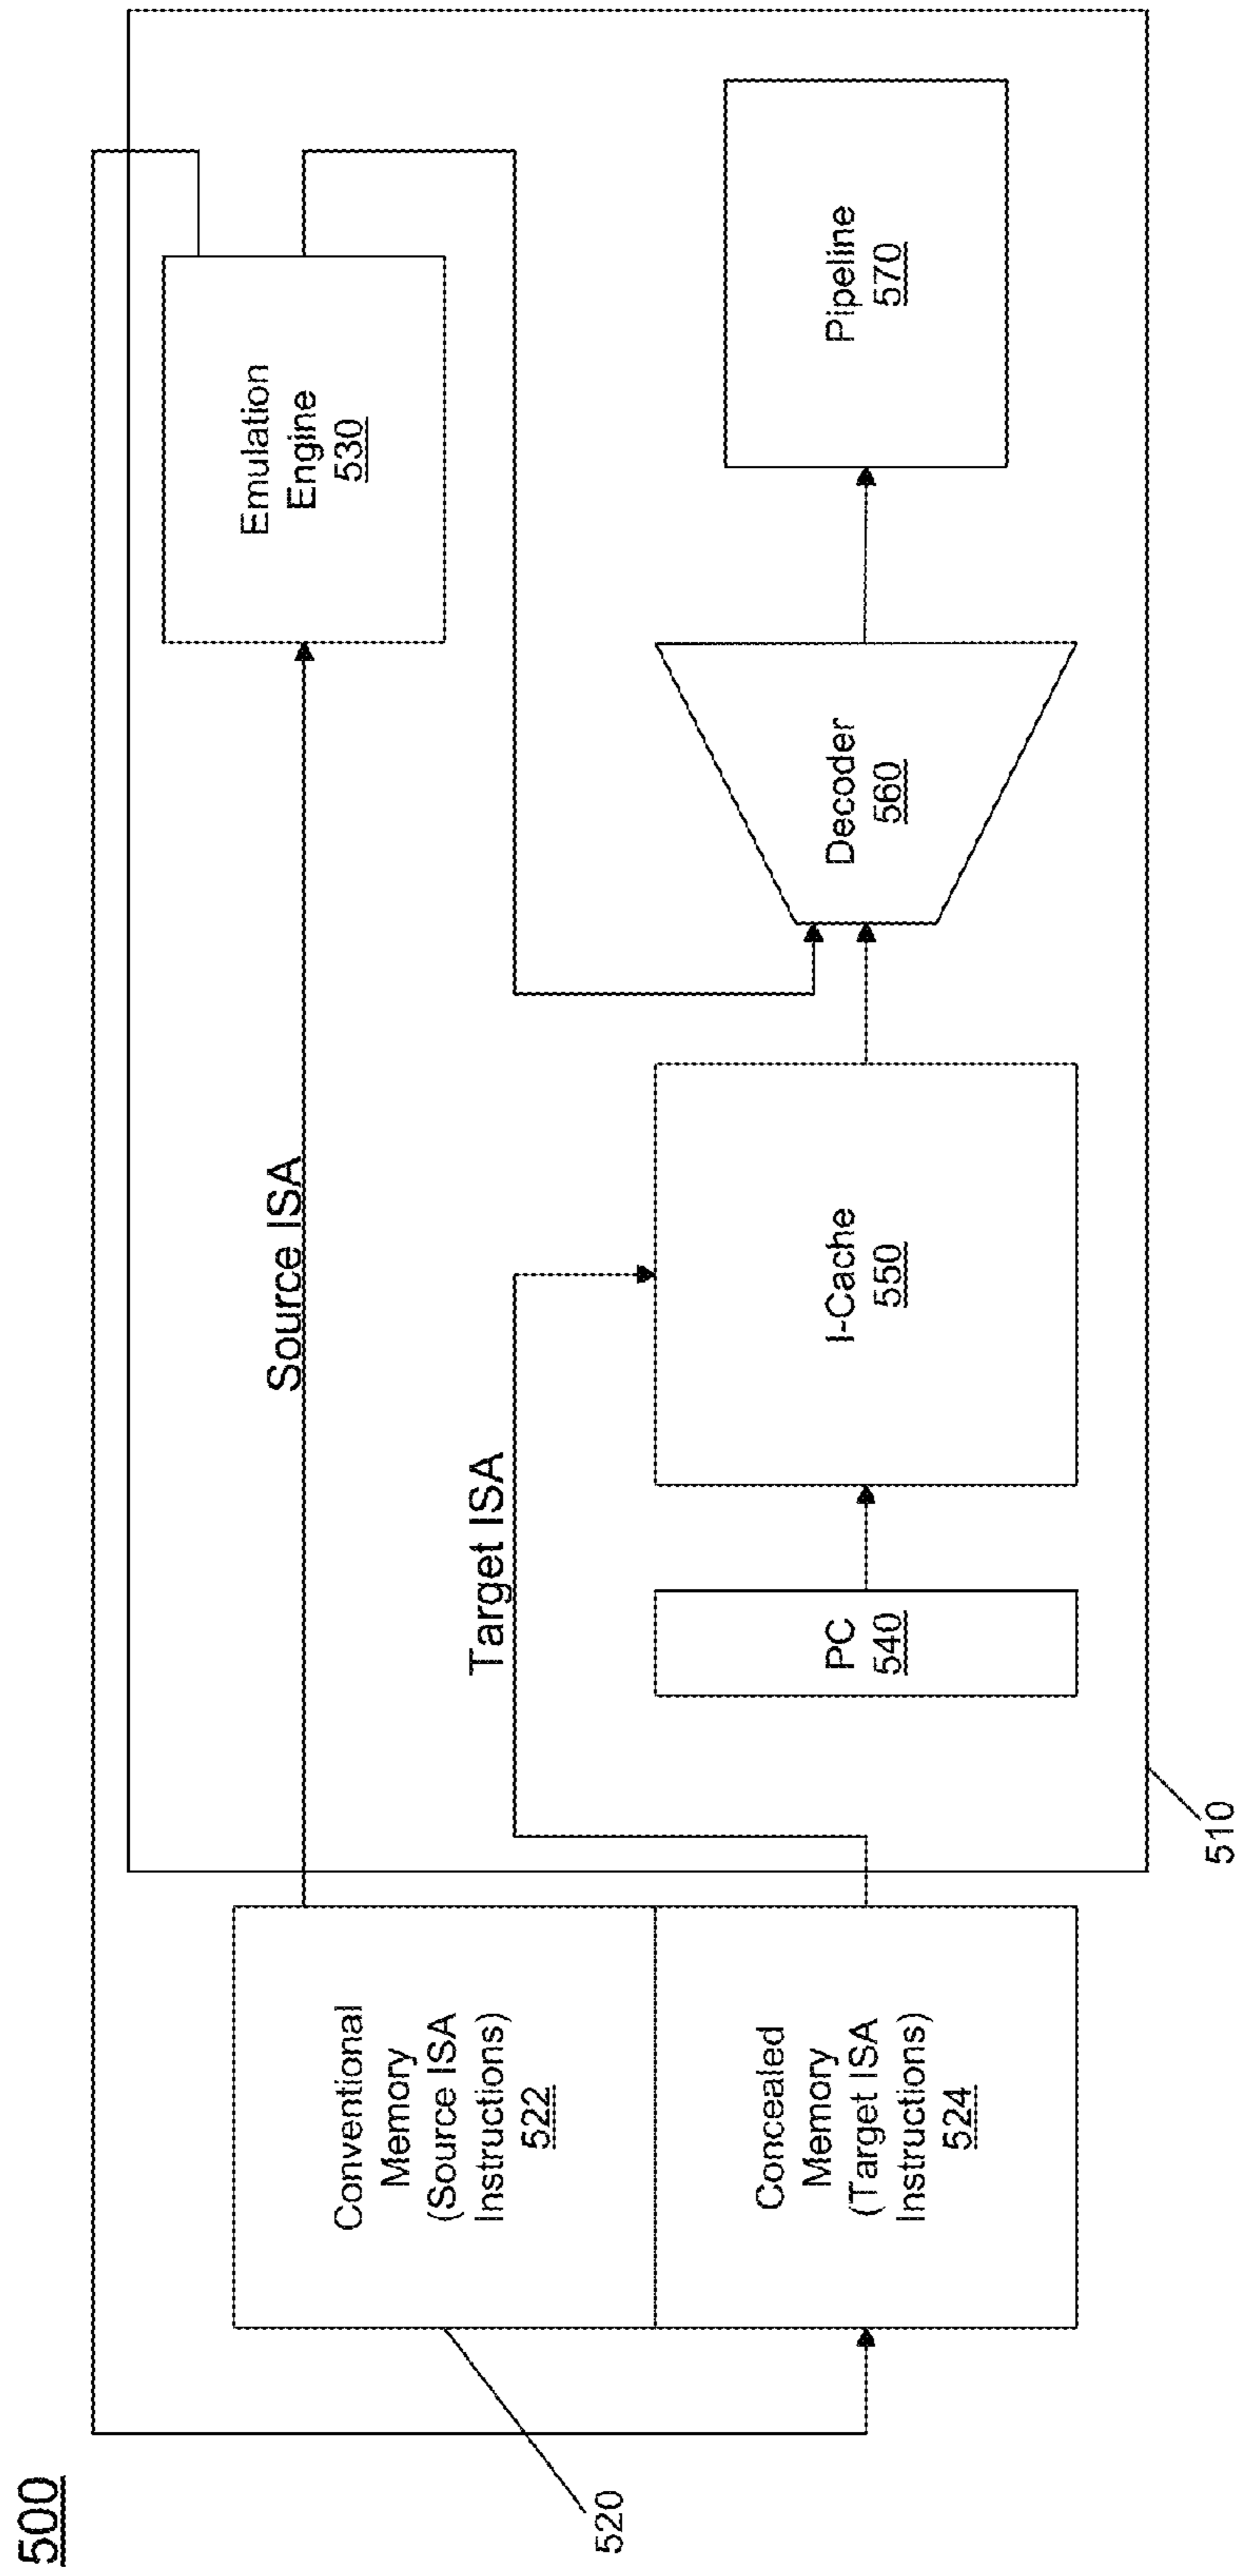 500
Source ISA
Emulation
Engine
530
Target ISA
Conventional
Memory
(Source ISA
Instructions)
522
Concealed
Memory
(Target ISA
Instructions)
524
PC
540
I-Cache
550
Decoder
560
Pipeline
570
520
510